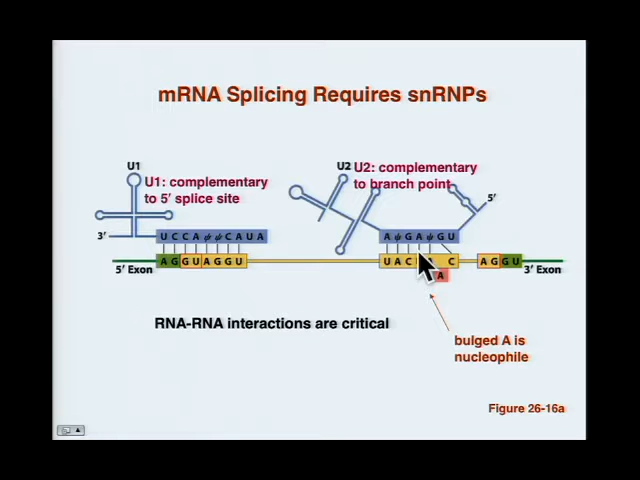 mRNA Splicing Requires snRNPs
U1
U1: complementary
to 5′ splice site
U2
U2: complementary
to branch point
5′
3′
U C C A ψ ψ C A U A
A ψ G A ψ G U
5′ Exon
A G G U A G G U
U A C
A C
A
A G G U
3′ Exon
RNA-RNA interactions are critical
bulged A is
nucleophile
Figure 26-16a